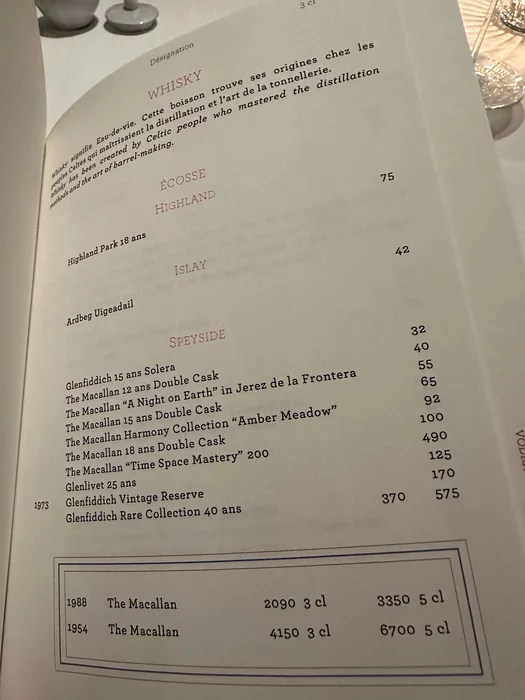 3 cl
Désignation
WHISKY
Whisky signifie Eau-de-vie. Cette boisson trouve ses origines chez les
peuples Celtes qui maîtrisaient la distillation et l'art de la tonnellerie.
Whisky has been created by Celtic people who mastered the distillation
methods and the art of barrel-making.
ÉCOSSE
HIGHLAND
Highland Park 18 ans 75
ISLAY
Ardbeg Uigeadail 42
SPEYSIDE
Glenfiddich 15 ans Solera 32
The Macallan 12 ans Double Cask 40
The Macallan “A Night on Earth” in Jerez de la Frontera 55
The Macallan 15 ans Double Cask 65
The Macallan Harmony Collection “Amber Meadow” 92
The Macallan 18 ans Double Cask 100
The Macallan “Time Space Mastery” 200 490
Glenlivet 25 ans 125
1973 Glenfiddich Vintage Reserve 170
Glenfiddich Rare Collection 40 ans 370 575
1988 The Macallan 2090 3 cl 3350 5 cl
1954 The Macallan 4150 3 cl 6700 5 cl